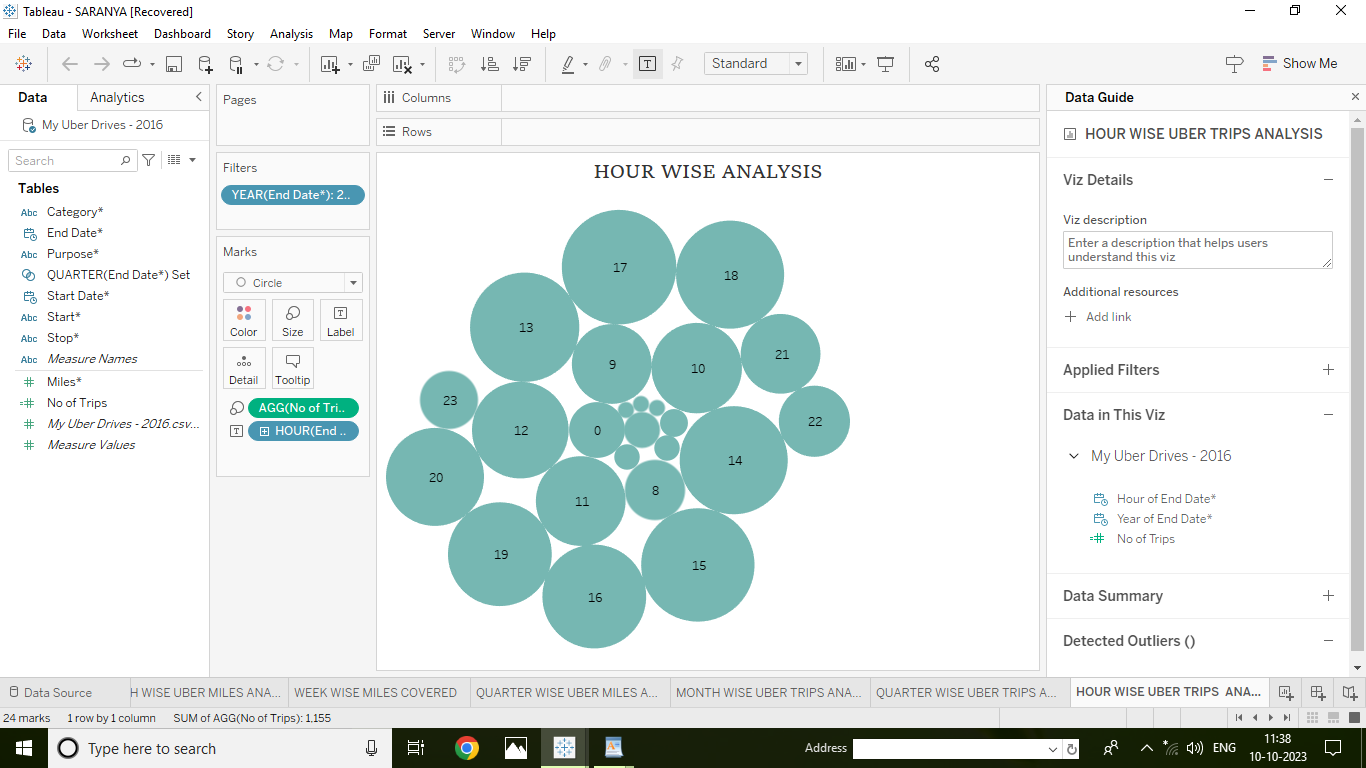 Tableau - SARANYA [Recovered]
File Data Worksheet Dashboard Story Analysis Map Format Server Window Help
Standard
Show Me
Data Analytics
My Uber Drives - 2016
Search
Tables
Abc Category*
End Date*
Abc Purpose*
QUARTER(End Date*) Set
Start Date*
Abc Start*
Abc Stop*
Abc Measure Names
Miles*
No of Trips
My Uber Drives - 2016.csv...
Measure Values
Pages
Filters
YEAR(End Date*): 2..
Marks
Circle
Color Size Label
Detail Tooltip
AGG(No of Tri..
HOUR(End ..
Columns
Rows
HOUR WISE ANALYSIS
17
18
13
21
9
10
23
22
12
0
14
20
8
11
19
15
16
Data Guide
HOUR WISE UBER TRIPS ANALYSIS
Viz Details
Viz description
Enter a description that helps users
understand this viz
Additional resources
Add link
Applied Filters
Data in This Viz
My Uber Drives - 2016
Hour of End Date*
Year of End Date*
No of Trips
Data Summary
Detected Outliers ()
Data Source H WISE UBER MILES ANA... WEEK WISE MILES COVERED QUARTER WISE UBER MILES A... MONTH WISE UBER TRIPS ANA... QUARTER WISE UBER TRIPS A... HOUR WISE UBER TRIPS ANA...
24 marks 1 row by 1 column SUM of AGG(No of Trips): 1,155
Type here to search
Address
ENG
11:38
10-10-2023